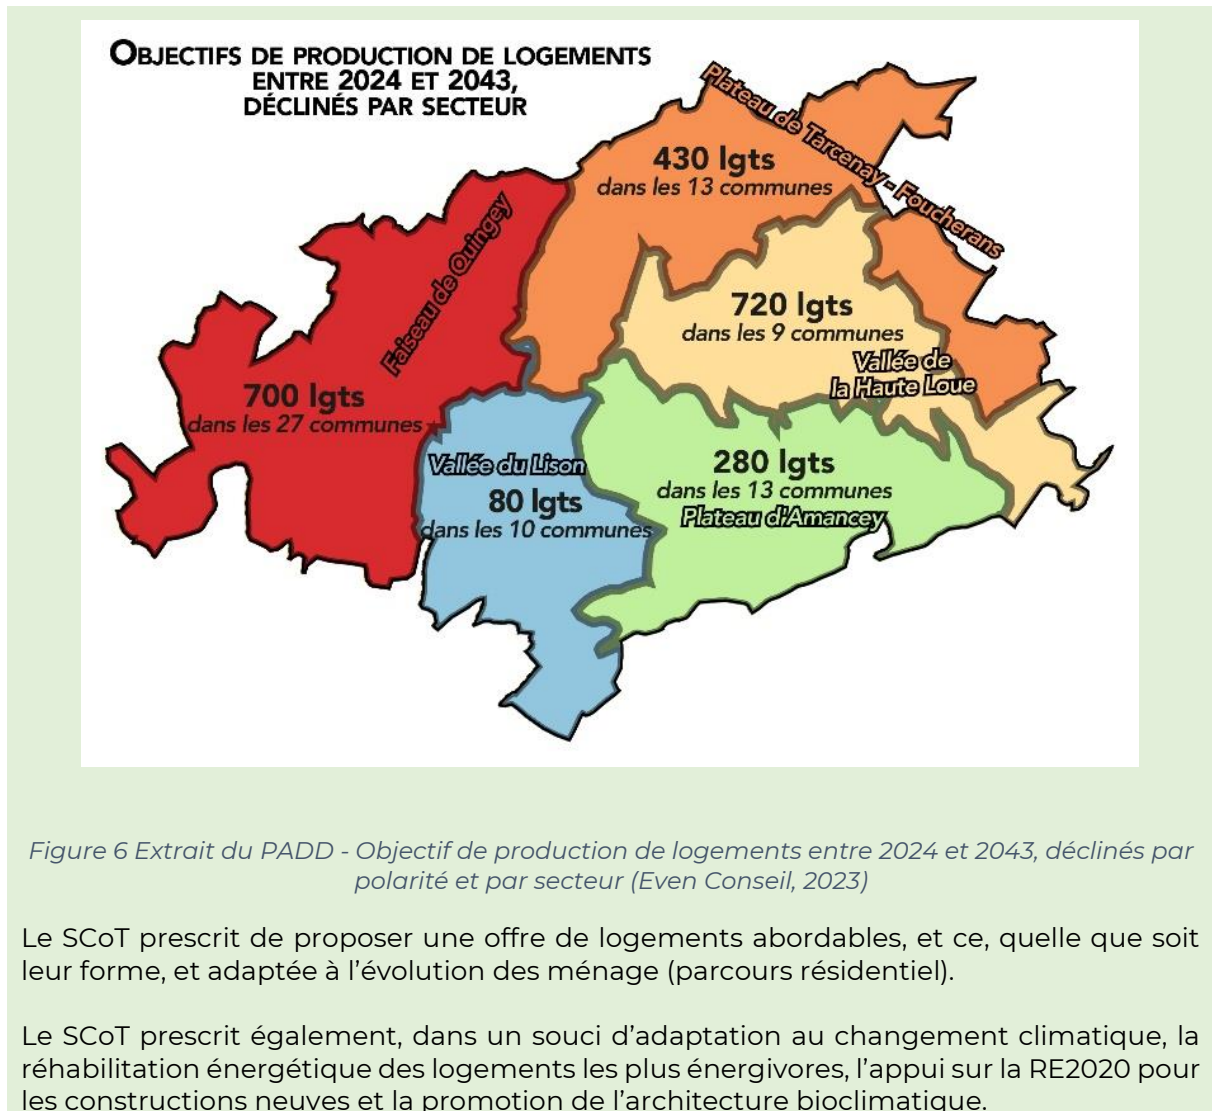 OBJECTIFS DE PRODUCTION DE LOGEMENTS
ENTRE 2024 ET 2043,
DÉCLINÉS PAR SECTEUR
Plateau de Tarcenay - Foucherans
430 lgts
dans les 13 communes
Faiseau de Quingey
720 lgts
dans les 9 communes
Vallée de
la Haute Loue
700 lgts
dans les 27 communes
Vallée du Lison
80 lgts
dans les 10 communes
280 lgts
dans les 13 communes
Plateau d'Amancey
Figure 6 Extrait du PADD - Objectif de production de logements entre 2024 et 2043, déclinés par
polarité et par secteur (Even Conseil, 2023)
Le SCoT prescrit de proposer une offre de logements abordables, et ce, quelle que soit
leur forme, et adaptée à l’évolution des ménage (parcours résidentiel).
Le SCoT prescrit également, dans un souci d’adaptation au changement climatique, la
réhabilitation énergétique des logements les plus énergivores, l’appui sur la RE2020 pour
les constructions neuves et la promotion de l’architecture bioclimatique.